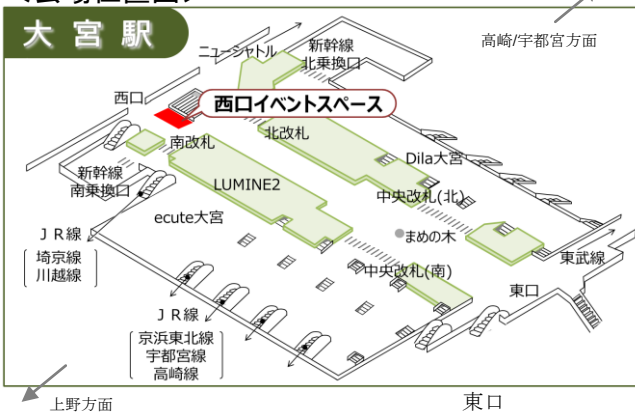 大宮駅
高崎/宇都宮方面
ニューシャトル
新幹線
北乗換口
西口
西口イベントスペース
南改札
北改札
Dila大宮
新幹線
南乗換口
LUMINE2
中央改札(北)
ecute大宮
まめの木
JR線
埼京線
川越線
東武線
中央改札(南)
東口
JR線
京浜東北線
宇都宮線
高崎線
上野方面
東口